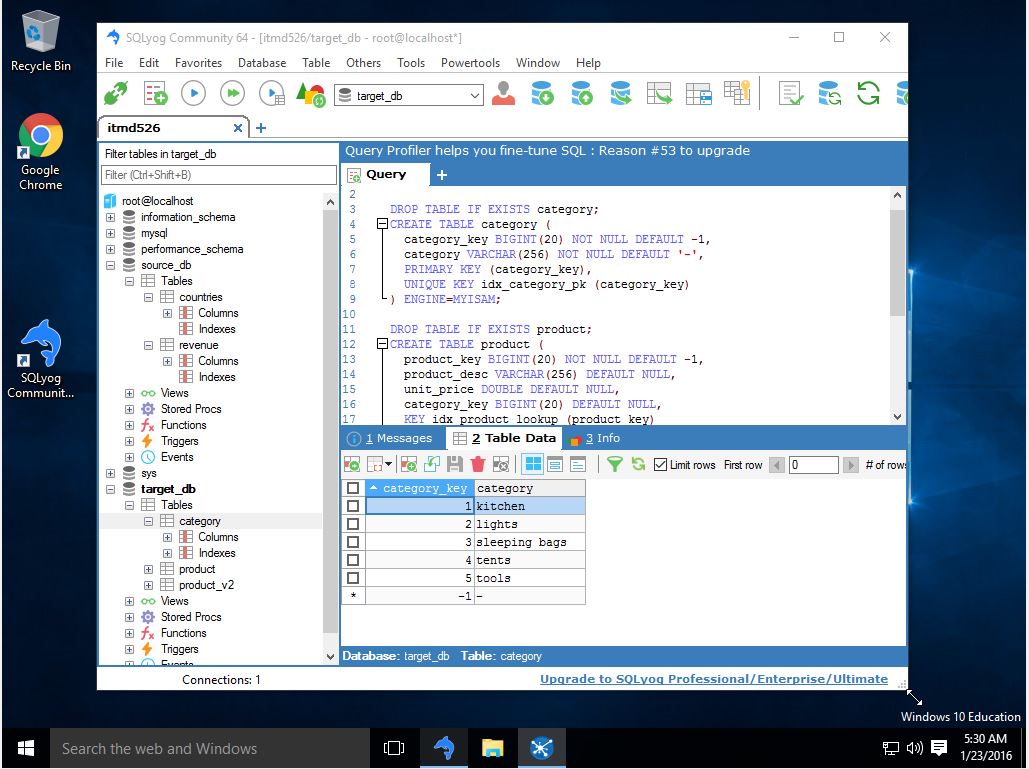 Recycle Bin
Google
Chrome
SQLyog
Communit...
SQLyog Community 64 - [itmd526/target_db - root@localhost*]
File Edit Favorites Database Table Others Tools Powertools Window Help
target_db
itmd526
Filter tables in target_db
Filter (Ctrl+Shift+B)
root@localhost
information_schema
mysql
performance_schema
source_db
Tables
countries
Columns
Indexes
revenue
Columns
Indexes
Views
Stored Procs
Functions
Triggers
Events
sys
target_db
Tables
category
Columns
Indexes
product
product_v2
Views
Stored Procs
Functions
Triggers
Events
Query Profiler helps you fine-tune SQL : Reason #53 to upgrade
Query
2
3 DROP TABLE IF EXISTS category;
4 CREATE TABLE category (
5 category_key BIGINT(20) NOT NULL DEFAULT -1,
6 category VARCHAR(256) NOT NULL DEFAULT '-',
7 PRIMARY KEY (category_key),
8 UNIQUE KEY idx_category_pk (category_key)
9 ) ENGINE=MYISAM;
10
11 DROP TABLE IF EXISTS product;
12 CREATE TABLE product (
13 product_key BIGINT(20) NOT NULL DEFAULT -1,
14 product_desc VARCHAR(256) DEFAULT NULL,
15 unit_price DOUBLE DEFAULT NULL,
16 category_key BIGINT(20) DEFAULT NULL,
17 KEY idx_product_lookup (product_key)
1 Messages 2 Table Data 3 Info
Limit rows First row 0 # of rows
category_key category
1 kitchen
2 lights
3 sleeping bags
4 tents
5 tools
* -1 -
Database: target_db Table: category
Connections: 1
Upgrade to SQLyog Professional/Enterprise/Ultimate
Windows 10 Education
Search the web and Windows
5:30 AM
1/23/2016